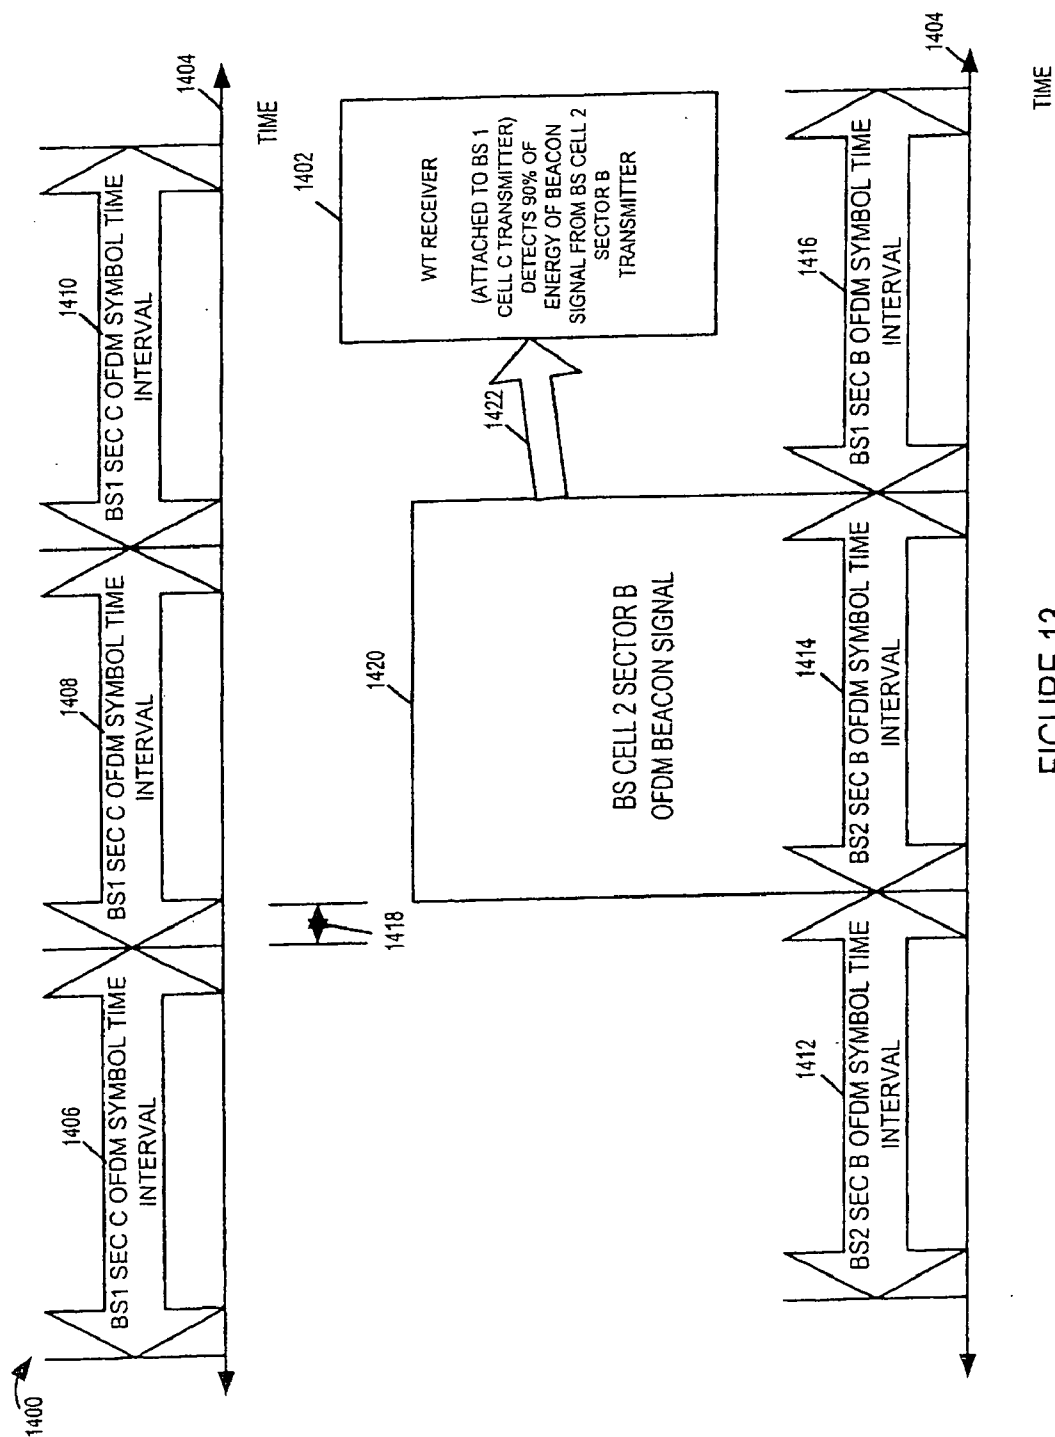 1400
1406
BS1 SEC C OFDM SYMBOL TIME
INTERVAL
1408
BS1 SEC C OFDM SYMBOL TIME
INTERVAL
1410
BS1 SEC C OFDM SYMBOL TIME
INTERVAL
1404
TIME
1418
1402
WT RECEIVER
(ATTACHED TO BS 1
CELL C TRANSMITTER)
DETECTS 90% OF
ENERGY OF BEACON
SIGNAL FROM BS CELL 2
SECTOR B
TRANSMITTER
1422
1420
BS CELL 2 SECTOR B
OFDM BEACON SIGNAL
1412
BS2 SEC B OFDM SYMBOL TIME
INTERVAL
1414
BS2 SEC B OFDM SYMBOL TIME
INTERVAL
1416
BS1 SEC B OFDM SYMBOL TIME
INTERVAL
1404
TIME
FIGURE 13